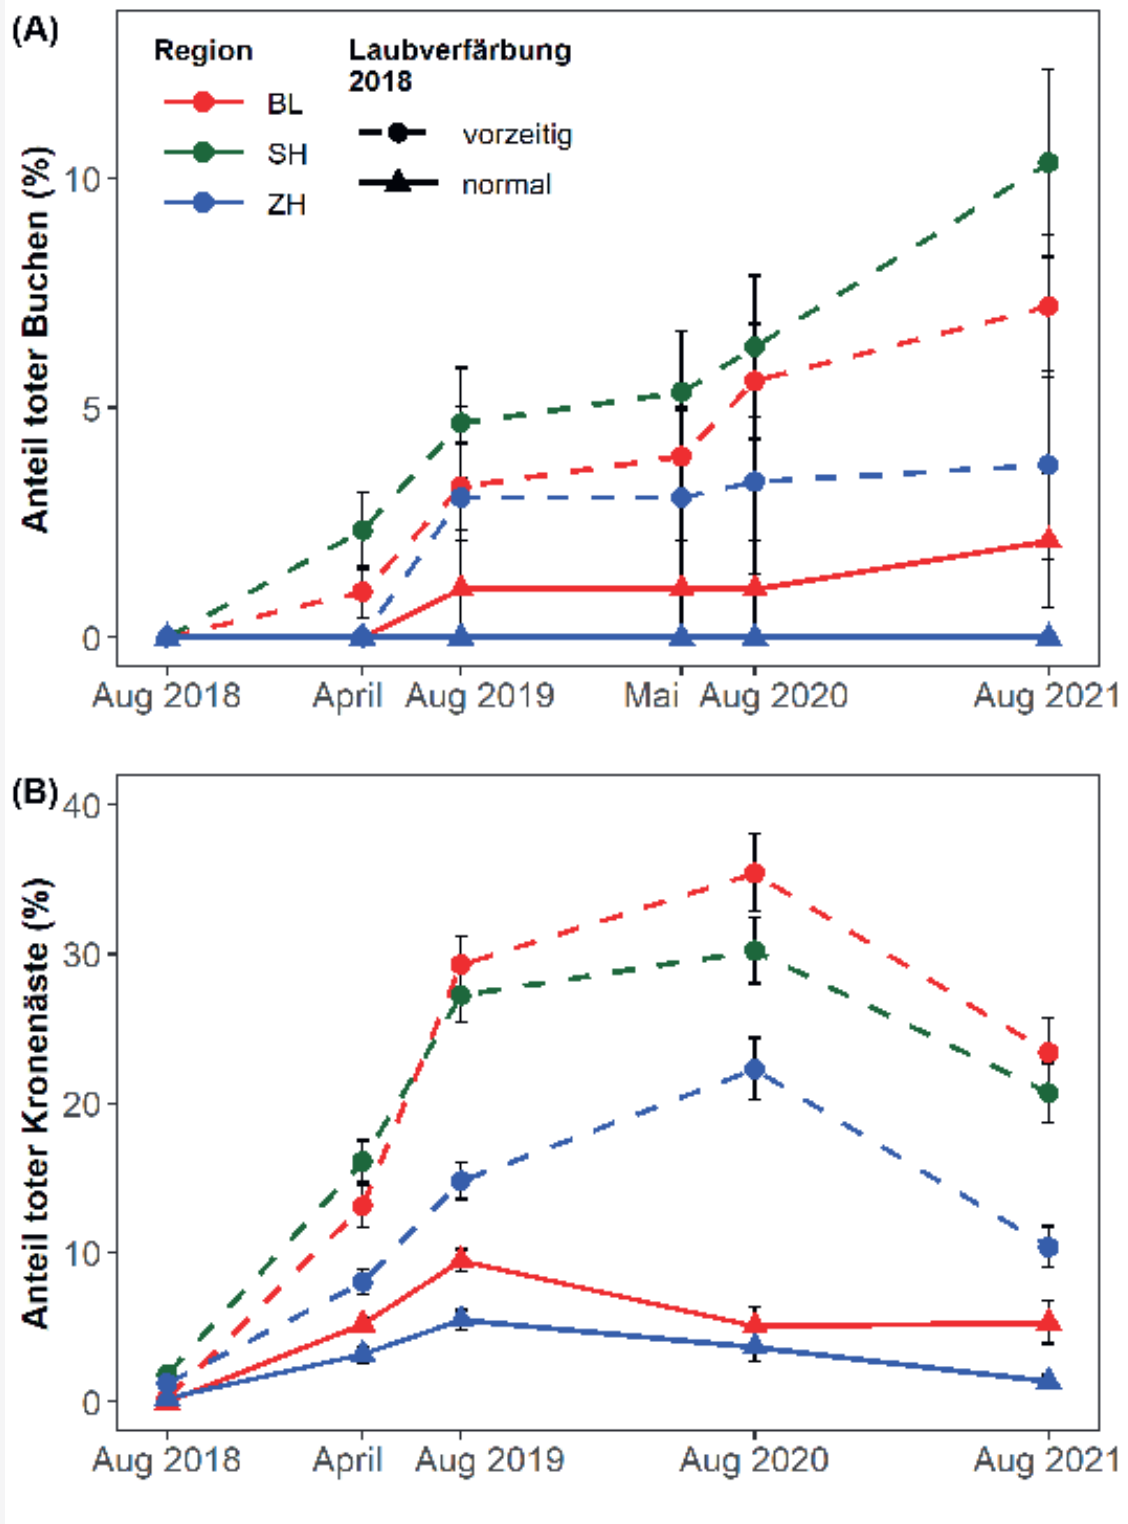 (A)
Region
BL
SH
ZH
Laubverfärbung
2018
vorzeitig
normal
Anteil toter Buchen (%)
10
5
0
Aug 2018 April Aug 2019 Mai Aug 2020 Aug 2021
(B)
Anteil toter Kronenäste (%)
40
30
20
10
0
Aug 2018 April Aug 2019 Aug 2020 Aug 2021